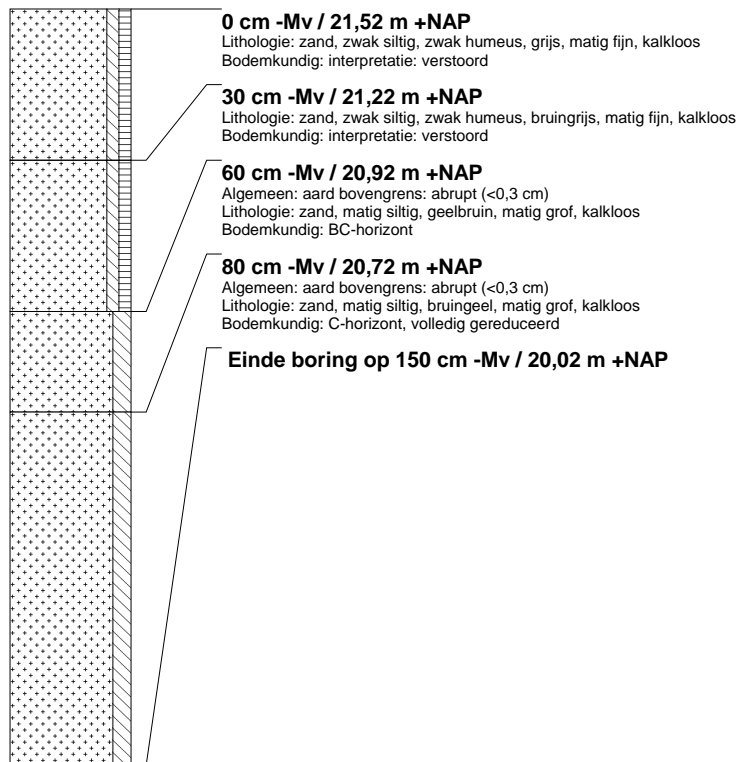 0 cm -Mv / 21,52 m +NAP
Lithologie: zand, zwak siltig, zwak humeus, grijs, matig fijn, kalkloos
Bodemkundig: interpretatie: verstoord
30 cm -Mv / 21,22 m +NAP
Lithologie: zand, zwak siltig, zwak humeus, bruingrijs, matig fijn, kalkloos
Bodemkundig: interpretatie: verstoord
60 cm -Mv / 20,92 m +NAP
Algemeen: aard bovengrens: abrupt (<0,3 cm)
Lithologie: zand, matig siltig, geelbruin, matig grof, kalkloos
Bodemkundig: BC-horizont
80 cm -Mv / 20,72 m +NAP
Algemeen: aard bovengrens: abrupt (<0,3 cm)
Lithologie: zand, matig siltig, bruingeel, matig grof, kalkloos
Bodemkundig: C-horizont, volledig gereduceerd
Einde boring op 150 cm -Mv / 20,02 m +NAP